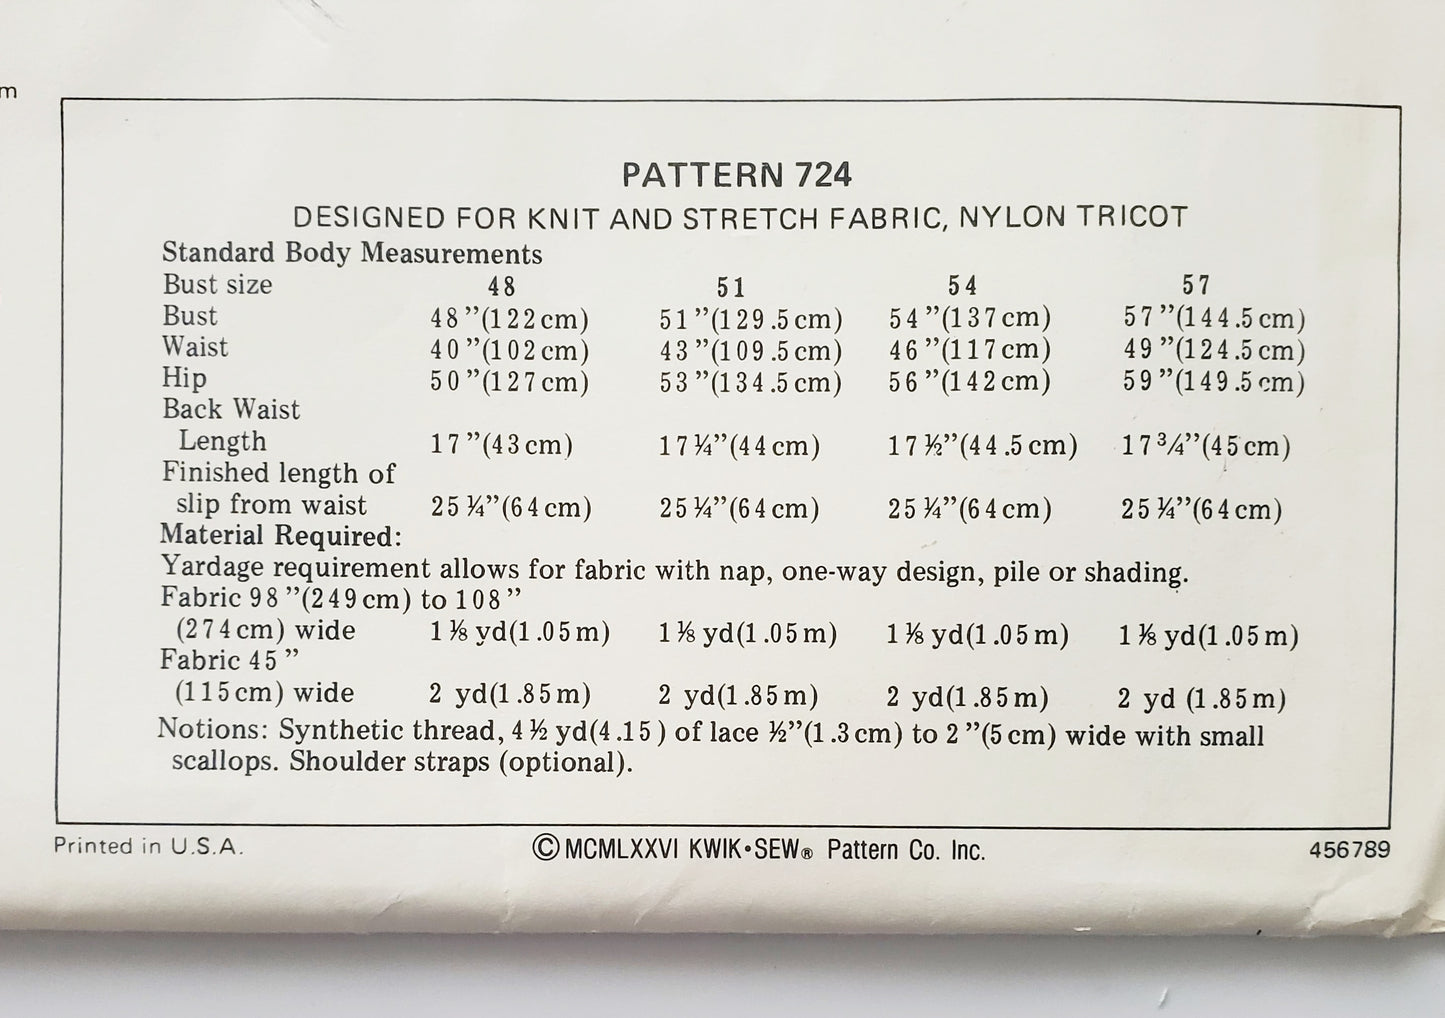 m
PATTERN 724
DESIGNED FOR KNIT AND STRETCH FABRIC, NYLON TRICOT
Standard Body Measurements
Bust size 48 51 54 57
Bust 48”(122cm) 51”(129.5cm) 54”(137cm) 57”(144.5cm)
Waist 40”(102cm) 43”(109.5cm) 46”(117cm) 49”(124.5cm)
Hip 50”(127cm) 53”(134.5cm) 56”(142cm) 59”(149.5cm)
Back Waist
Length 17”(43cm) 17¼”(44cm) 17½”(44.5cm) 17¾”(45cm)
Finished length of
slip from waist 25¼”(64cm) 25¼”(64cm) 25¼”(64cm) 25¼”(64cm)
Material Required:
Yardage requirement allows for fabric with nap, one-way design, pile or shading.
Fabric 98”(249cm) to 108”
(274cm) wide 1⅛ yd(1.05m) 1⅛ yd(1.05m) 1⅛ yd(1.05m) 1⅛ yd(1.05m)
Fabric 45”
(115cm) wide 2 yd(1.85m) 2 yd(1.85m) 2 yd(1.85m) 2 yd (1.85m)
Notions: Synthetic thread, 4½ yd(4.15) of lace ½”(1.3cm) to 2”(5cm) wide with small
scallops. Shoulder straps (optional).
Printed in U.S.A. ©MCMLXXVI KWIK•SEW® Pattern Co. Inc. 456789